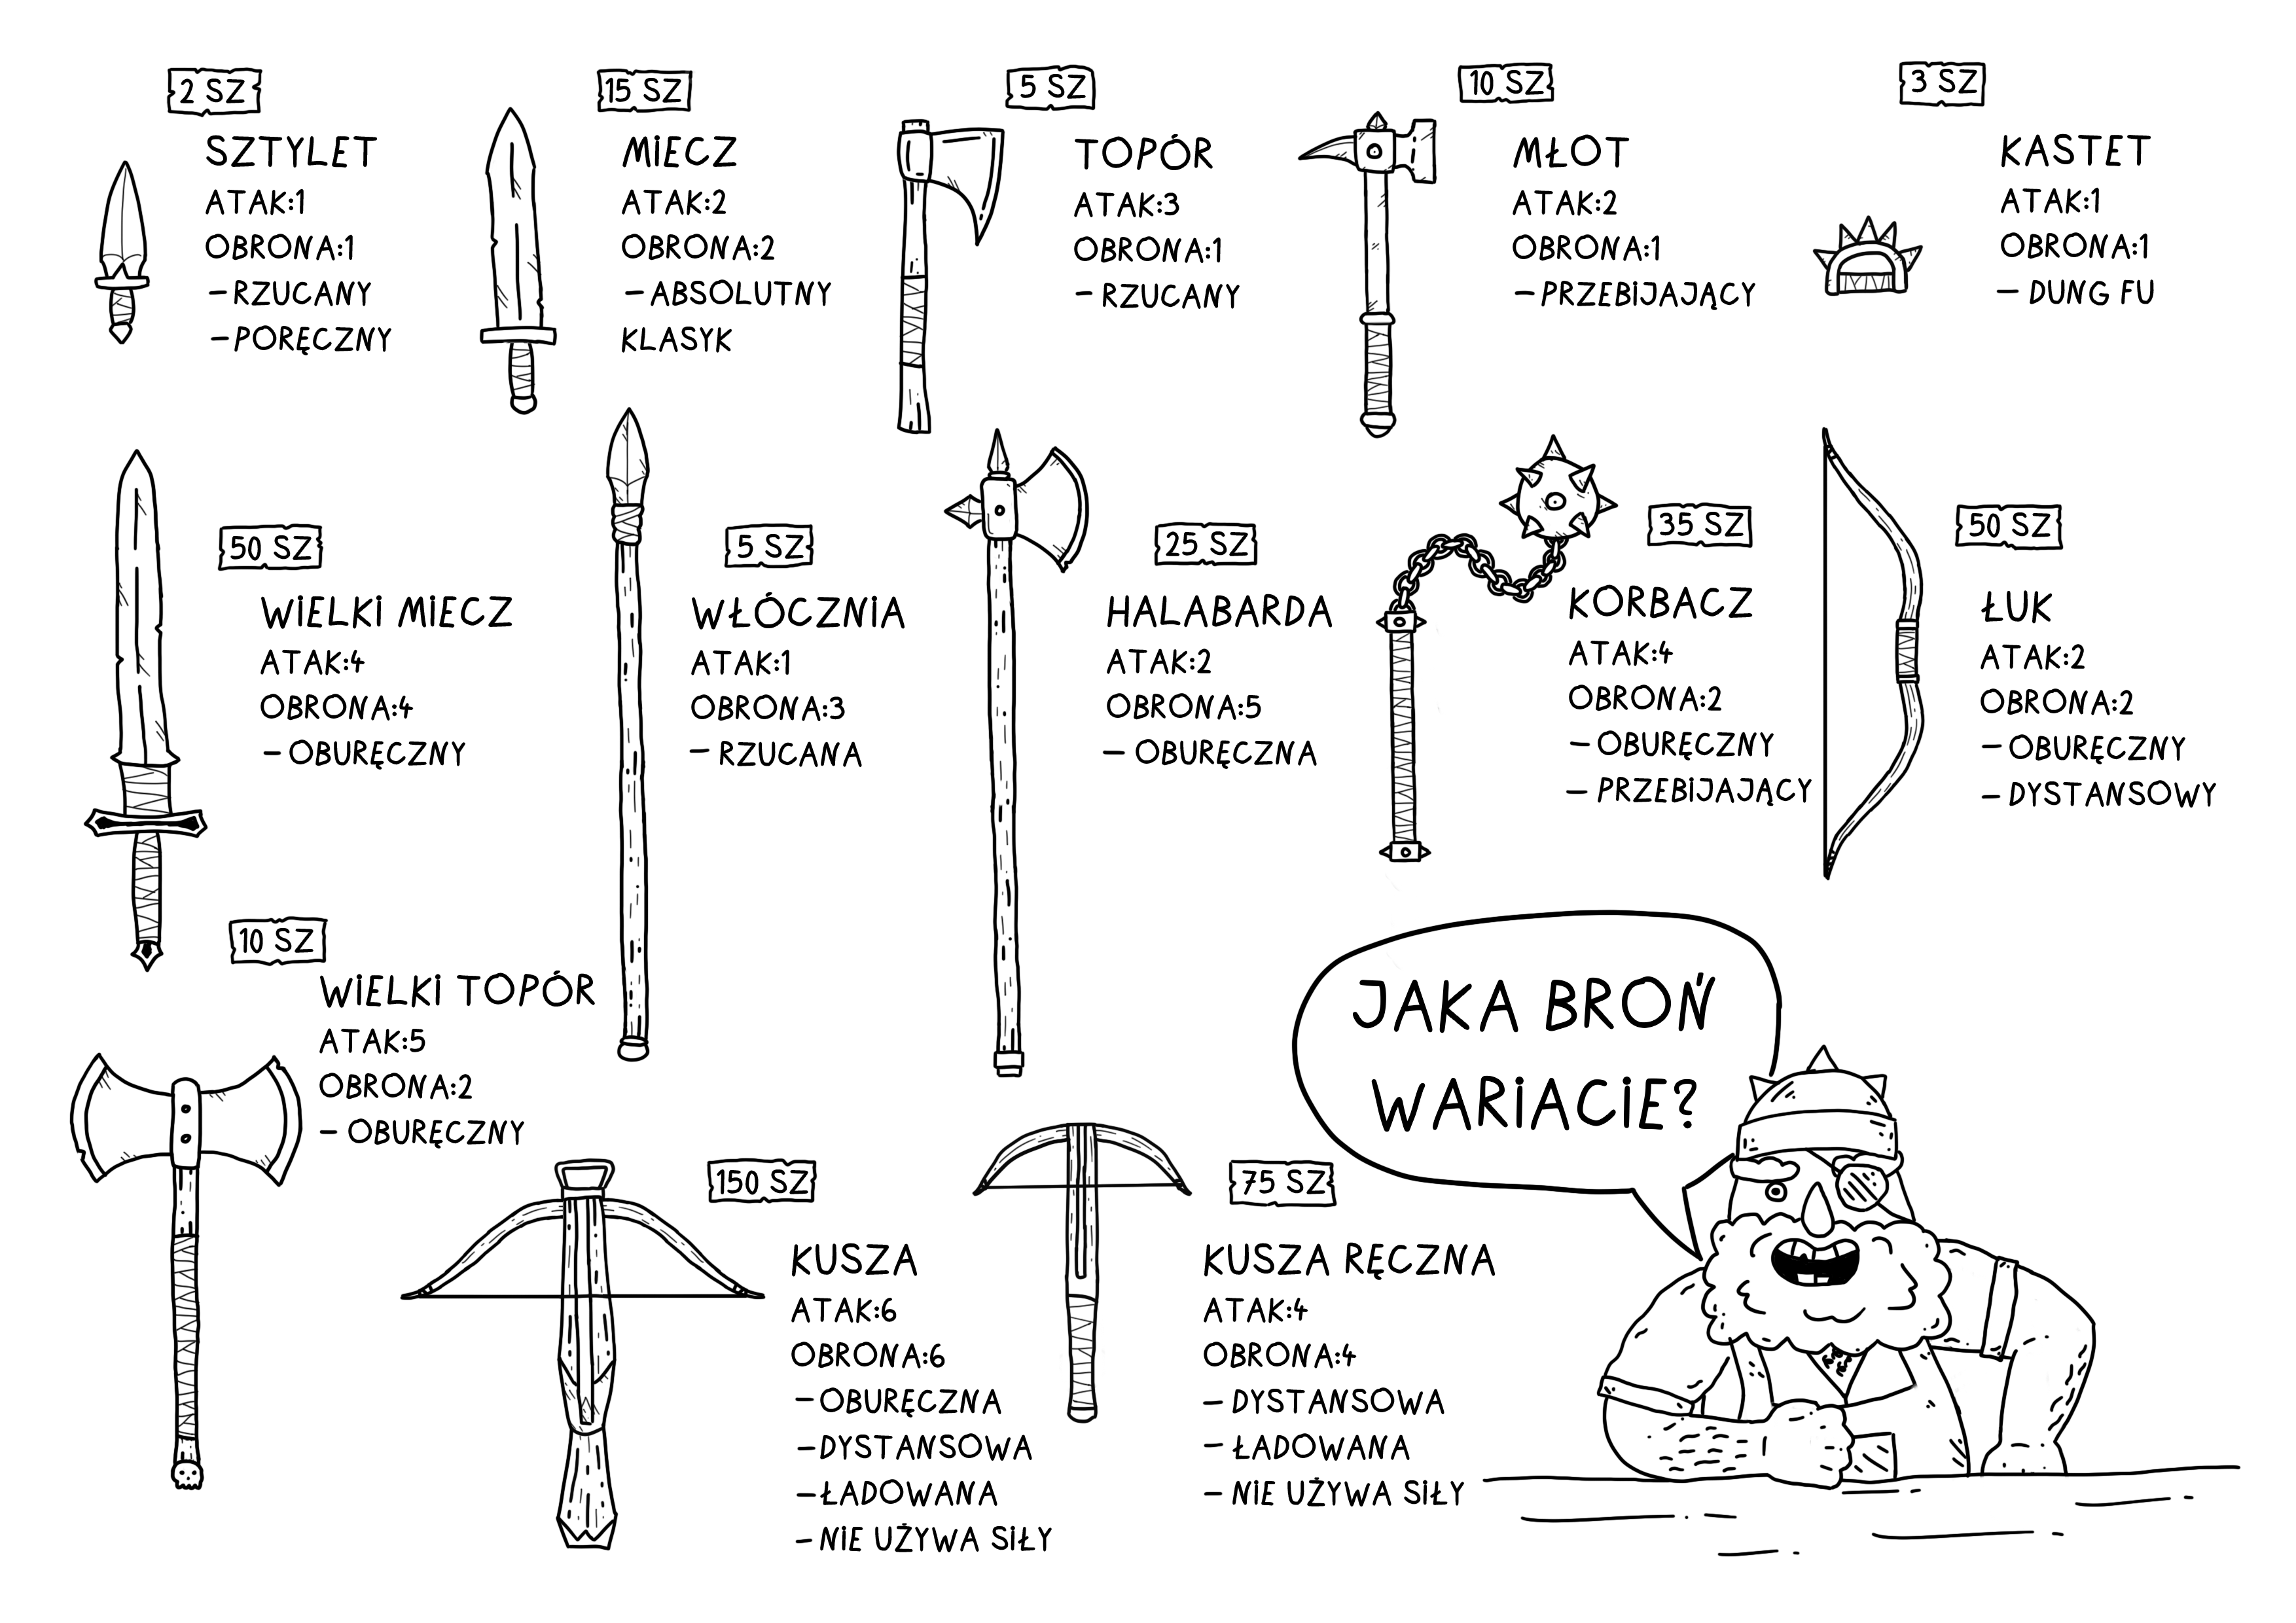 2 SZ
SZTYLET
ATAK:1
OBRONA:1
-RZUCANY
-PORĘCZNY
15 SZ
MIECZ
ATAK:2
OBRONA:2
-ABSOLUTNY
KLASYK
5 SZ
TOPÓR
ATAK:3
OBRONA:1
- RZUCANY
10 SZ
MŁOT
ATAK:2
OBRONA:1
-PRZEBIJAJĄCY
3 SZ
KASTET
ATAK:1
OBRONA:1
- DUNG FU
50 SZ
WIELKI MIECZ
ATAK:4
OBRONA:4
- OBURĘCZNY
5 SZ
WŁÓCZNIA
ATAK:1
OBRONA:3
- RZUCANA
25 SZ
HALABARDA
ATAK:2
OBRONA:5
- OBURĘCZNA
35 SZ
KORBACZ
ATAK:4
OBRONA:2
- OBURĘCZNY
- PRZEBIJAJĄCY
50 SZ
ŁUK
ATAK:2
OBRONA:2
- OBURĘCZNY
- DYSTANSOWY
10 SZ
WIELKI TOPÓR
ATAK:5
OBRONA:2
- OBURĘCZNY
150 SZ
KUSZA
ATAK:6
OBRONA:6
-OBURĘCZNA
-DYSTANSOWA
-ŁADOWANA
-NIE UŻYWA SIŁY
75 SZ
KUSZA RĘCZNA
ATAK:4
OBRONA:4
- DYSTANSOWA
- ŁADOWANA
- NIE UŻYWA SIŁY
JAKA BROŃ
WARIACIE?